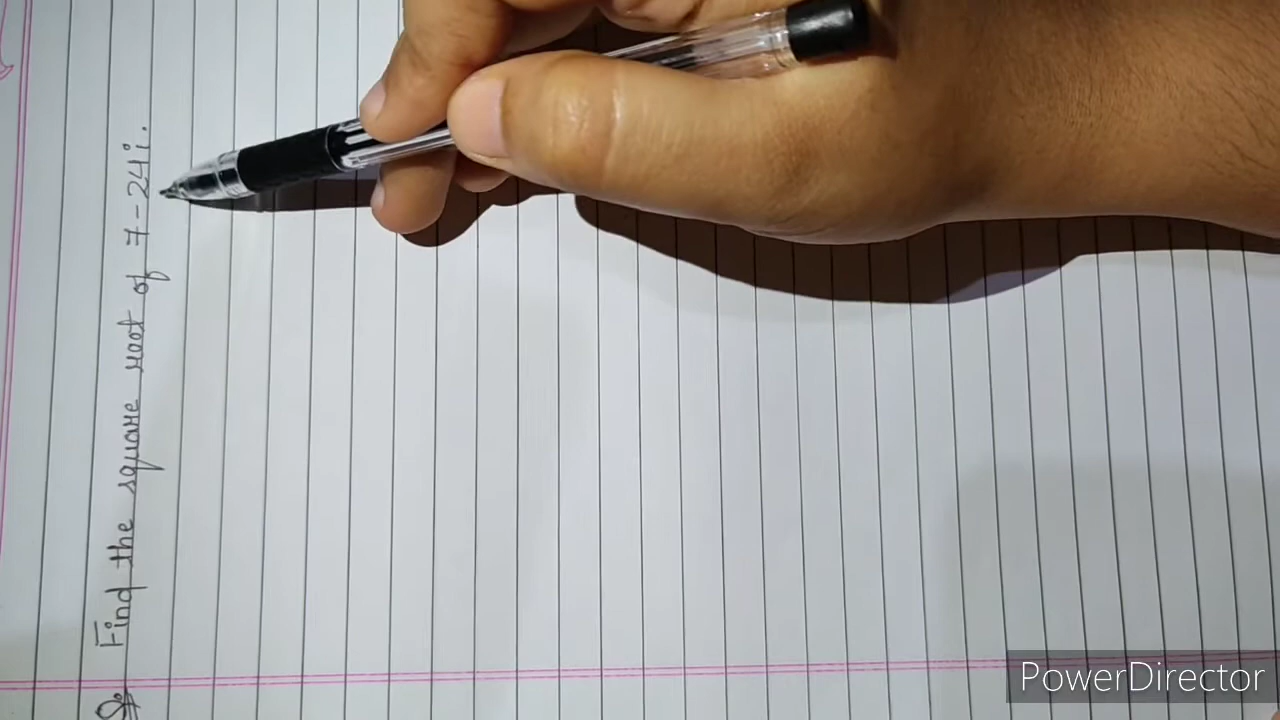 Find the square root of 7-24i.
PowerDirector